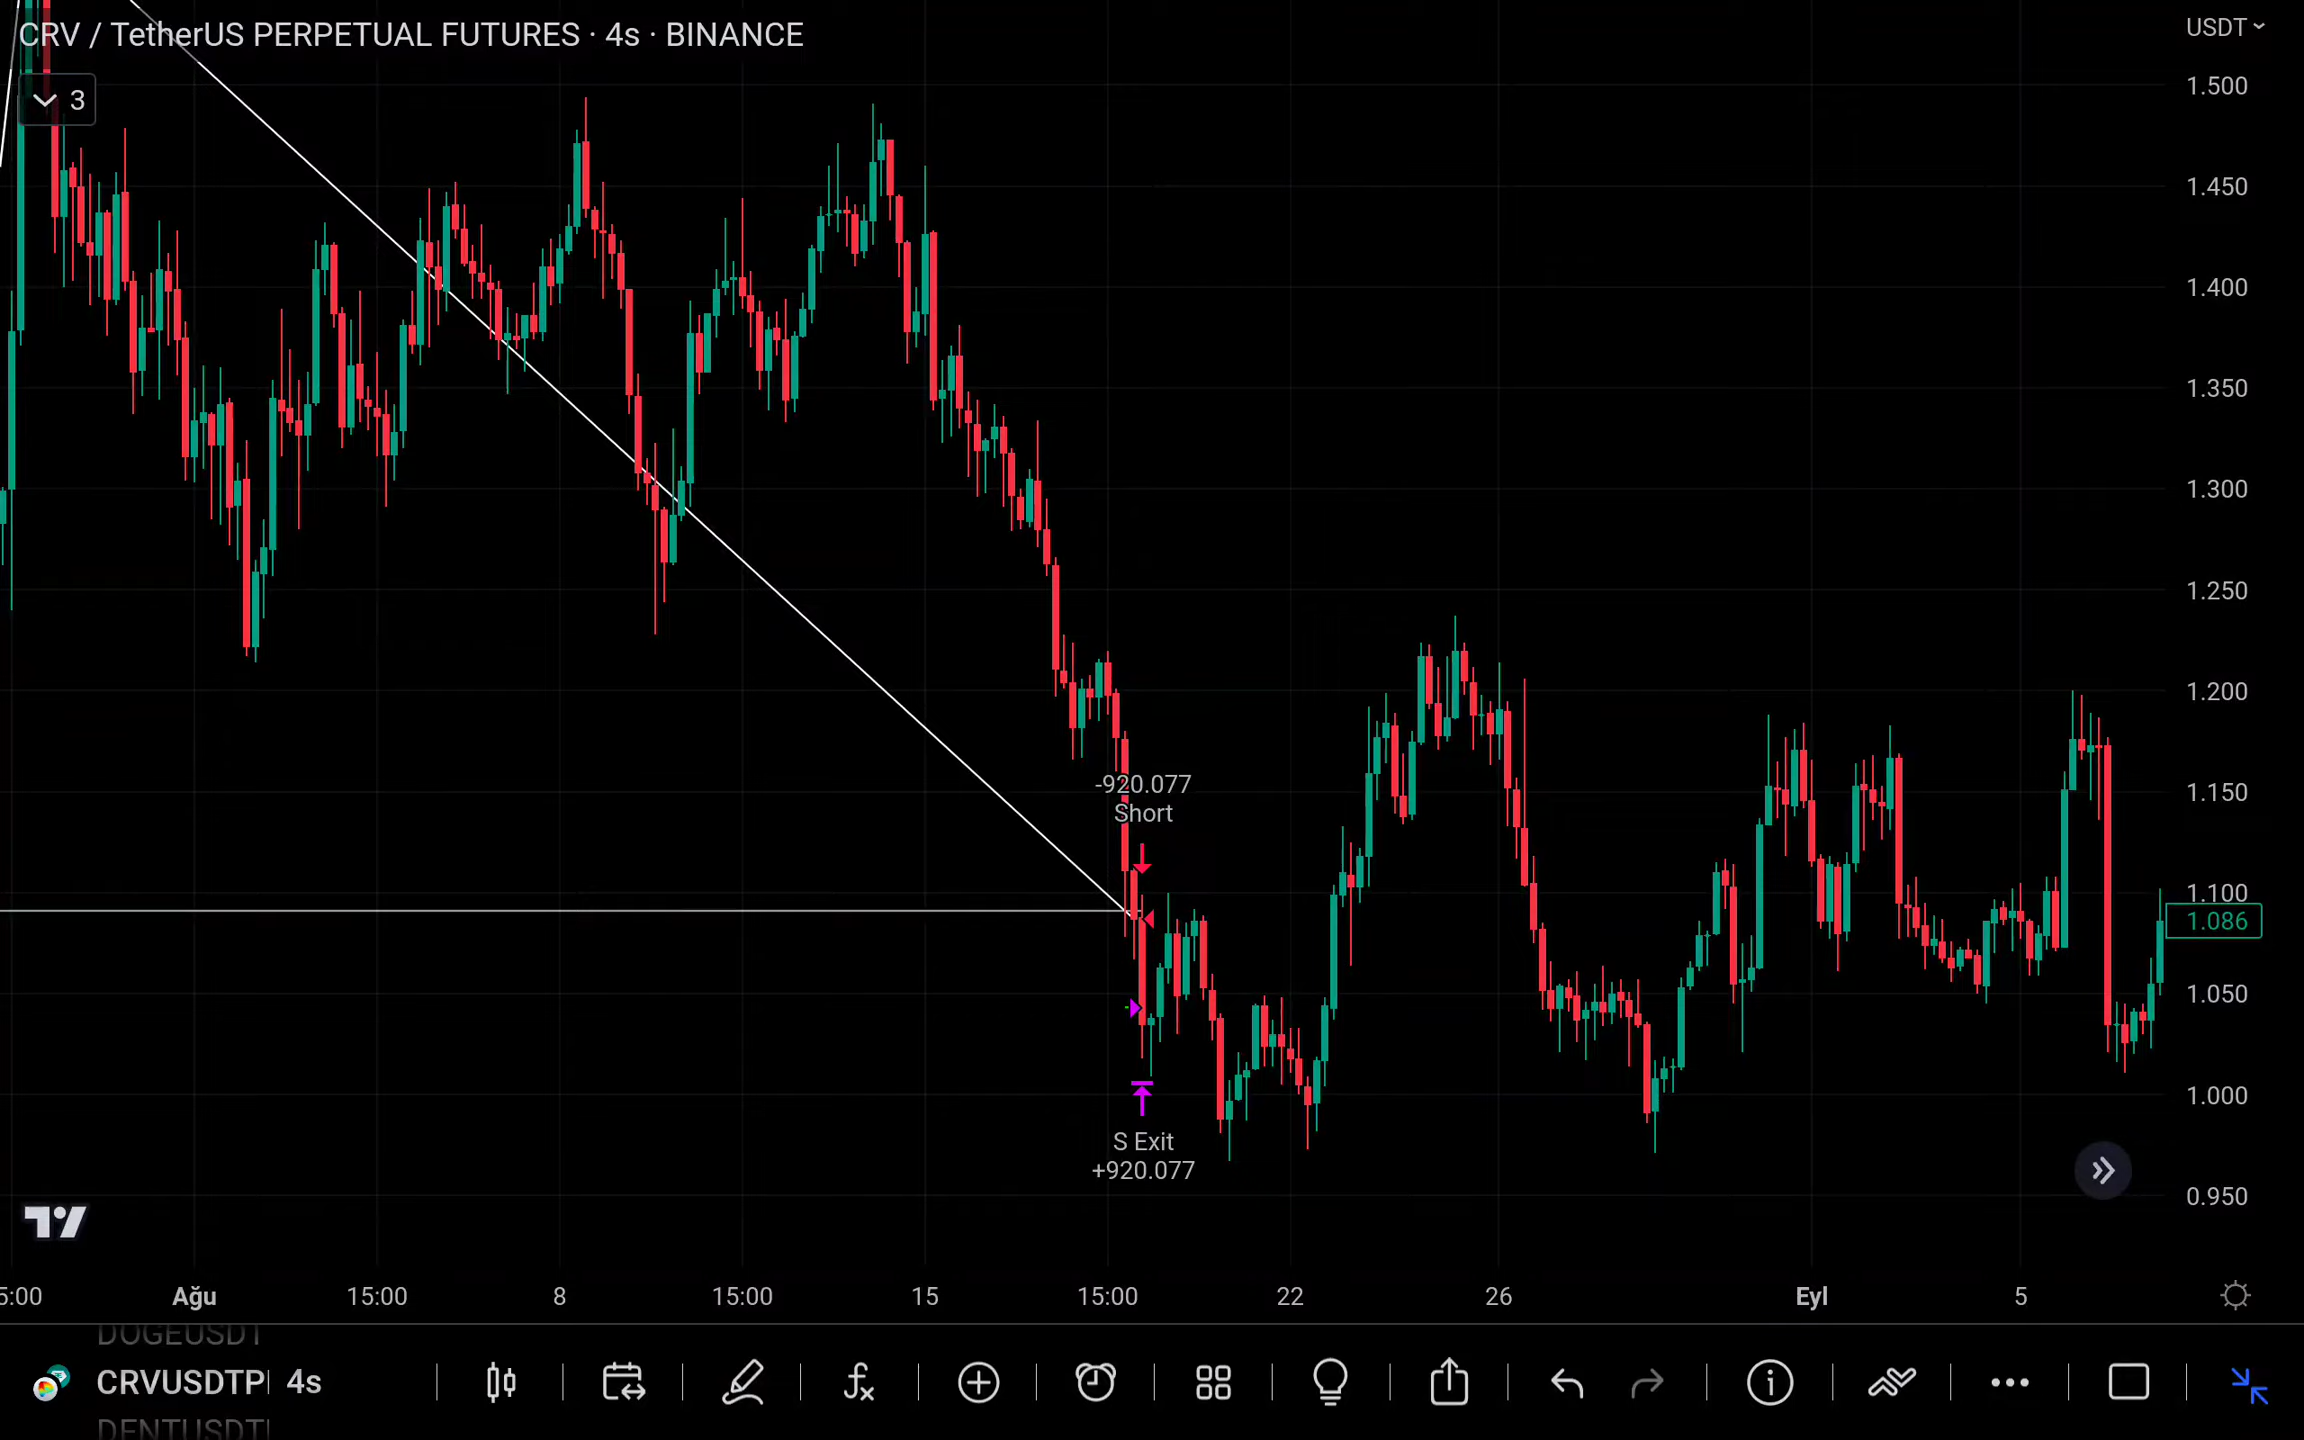 CRV / TetherUS PERPETUAL FUTURES · 4s · BINANCE
USDT
3
1.500
1.450
1.400
1.350
1.300
1.250
1.200
1.150
1.100
1.086
1.050
1.000
0.950
-920.077
Short
S Exit
+920.077
5:00 Ağu 15:00 8 15:00 15 15:00 22 26 Eyl 5
DOGEUSDT
CRVUSDTP 4s
DENTUSDT